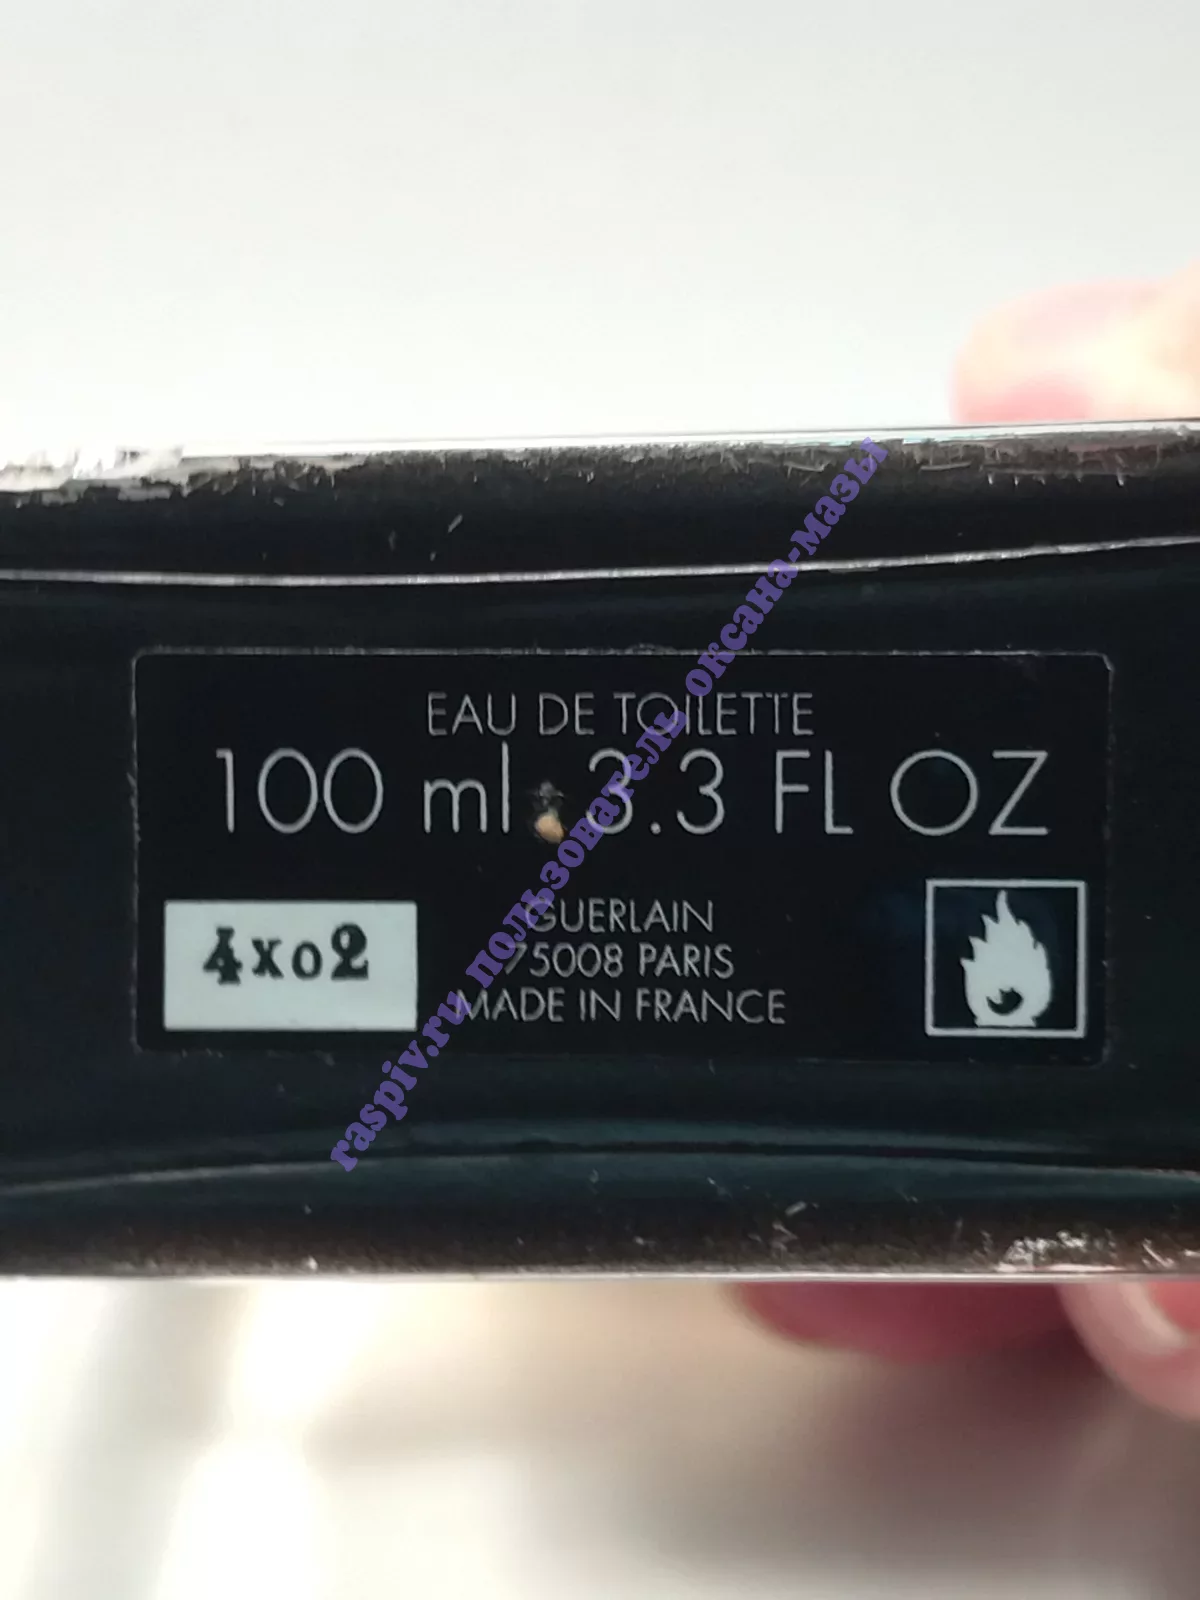 EAU DE TOILETTE
100 ml 3.3 FL OZ
4x02
GUERLAIN
75008 PARIS
MADE IN FRANCE
raspiv.ru пользователь оксана-мазы